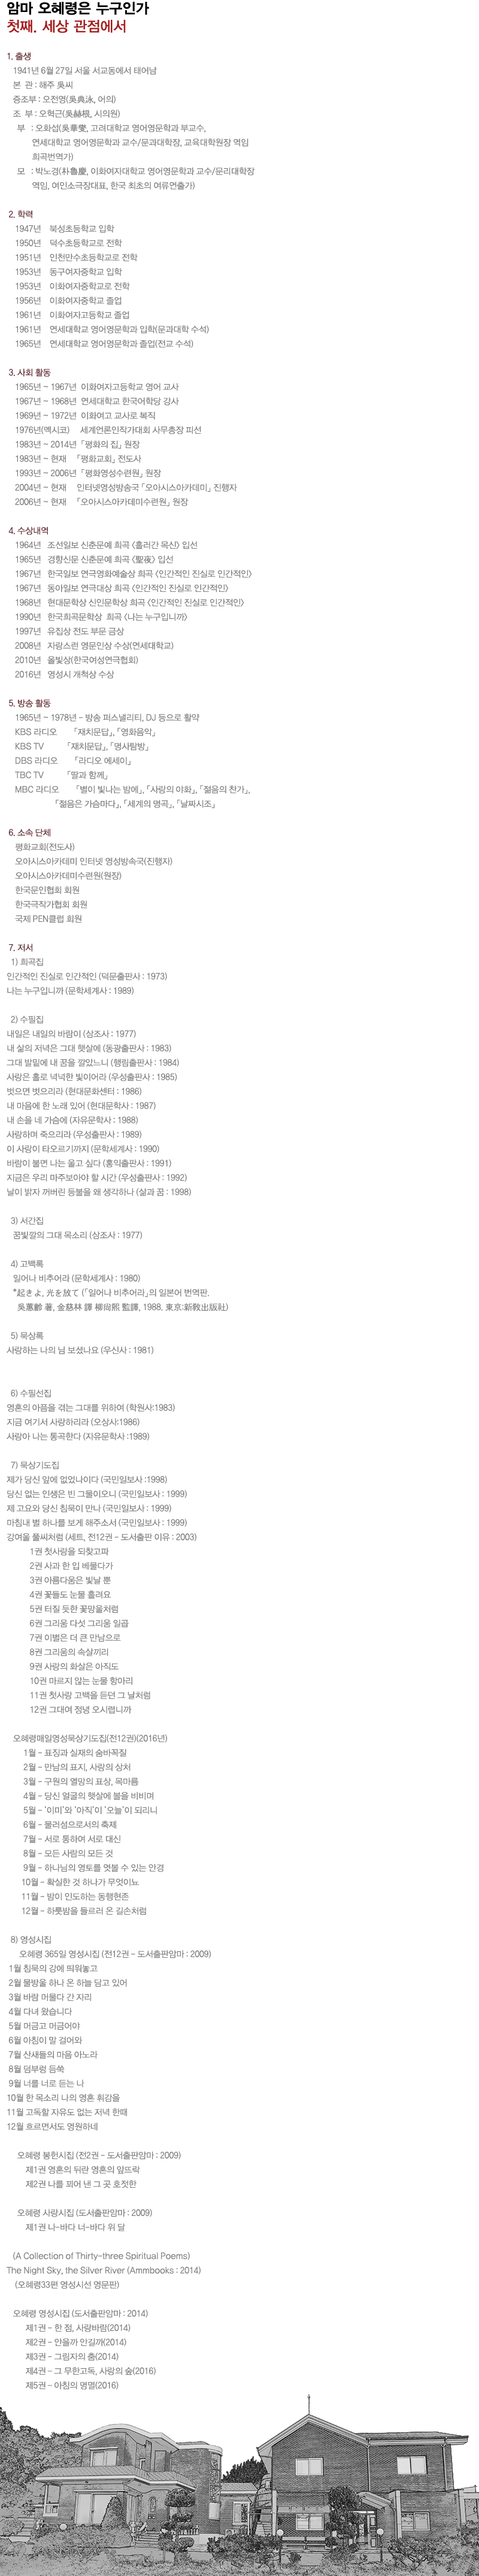 암마 오혜령은 누구인가
첫째. 세상 관점에서
1. 출생
1941년 6월 27일 서울 서교동에서 태어남
본 관 : 해주 吳씨
증조부 : 오전영(吳典泳, 어의)
조 부 : 오혁근(吳赫根, 시의원)
부 : 오화섭(吳華燮, 고려대학교 영어영문학과 부교수,
연세대학교 영어영문학과 교수/문과대학장, 교육대학원장 역임
희곡번역가)
모 : 박노경(朴魯慶, 이화여자대학교 영어영문학과 교수/문리대학장
역임, 여인소극장대표, 한국 최초의 여류연출가)
2. 학력
1947년 북성초등학교 입학
1950년 덕수초등학교로 전학
1951년 인천만수초등학교로 전학
1953년 동구여자중학교 입학
1953년 이화여자중학교로 전학
1956년 이화여자중학교 졸업
1961년 이화여자고등학교 졸업
1961년 연세대학교 영어영문학과 입학(문과대학 수석)
1965년 연세대학교 영어영문학과 졸업(전교 수석)
3. 사회 활동
1965년 ~ 1967년 이화여자고등학교 영어 교사
1967년 ~ 1968년 연세대학교 한국어학당 강사
1969년 ~ 1972년 이화여고 교사로 복직
1976년(멕시코) 세계언론인작가대회 사무총장 피선
1983년 ~ 2014년 「평화의 집」 원장
1983년 ~ 현재 「평화교회」 전도사
1993년 ~ 2006년 「평화영성수련원」 원장
2004년 ~ 현재 인터넷영성방송국 「오아시스아카데미」 진행자
2006년 ~ 현재 「오아시스아카데미수련원」 원장
4. 수상내역
1964년 조선일보 신춘문예 희곡 〈흘러간 목신〉 입선
1965년 경향신문 신춘문예 희곡 〈聖夜〉 입선
1967년 한국일보 연극영화예술상 희곡 〈인간적인 진실로 인간적인〉
1967년 동아일보 연극대상 희곡 〈인간적인 진실로 인간적인〉
1968년 현대문학상 신인문학상 희곡 〈인간적인 진실로 인간적인〉
1990년 한국희곡문학상 희곡 〈나는 누구입니까〉
1997년 유집상 전도 부문 금상
2008년 자랑스런 영문인상 수상(연세대학교)
2010년 올빛상(한국여성연극협회)
2016년 영성시 개척상 수상
5. 방송 활동
1965년 ~ 1978년 - 방송 퍼스낼리티, DJ 등으로 활약
KBS 라디오 「재치문답」, 「영화음악」
KBS TV 「재치문답」, 「명사탐방」
DBS 라디오 「라디오 에세이」
TBC TV 「딸과 함께」
MBC 라디오 「별이 빛나는 밤에」, 「사랑의 야화」, 「젊음의 찬가」,
「젊음은 가슴마다」, 「세계의 명곡」, 「날짜시조」
6. 소속 단체
평화교회(전도사)
오아시스아카데미 인터넷 영성방송국(진행자)
오아시스아카데미수련원(원장)
한국문인협회 회원
한국극작가협회 회원
국제 PEN클럽 회원
7. 저서
1) 희곡집
인간적인 진실로 인간적인 (덕문출판사 : 1973)
나는 누구입니까 (문학세계사 : 1989)
2) 수필집
내일은 내일의 바람이 (삼조사 : 1977)
내 삶의 저녁은 그대 햇살에 (동광출판사 : 1983)
그대 발밑에 내 꿈을 깔았느니 (행림출판사 : 1984)
사랑은 홀로 넉넉한 빛이어라 (우성출판사 : 1985)
벗으면 벗으리라 (현대문화센터 : 1986)
내 마음에 한 노래 있어 (현대문학사 : 1987)
내 손을 네 가슴에 (자유문학사 : 1988)
사랑하며 죽으리라 (우성출판사 : 1989)
이 사랑이 타오르기까지 (문학세계사 : 1990)
바람이 불면 나는 울고 싶다 (홍익출판사 : 1991)
지금은 우리 마주보아야 할 시간 (우성출판사 : 1992)
날이 밝자 꺼버린 등불을 왜 생각하나 (삶과 꿈 : 1998)
3) 서간집
꿈빛깔의 그대 목소리 (삼조사 : 1977)
4) 고백록
일어나 비추어라 (문학세계사 : 1980)
*起きよ, 光を放て (「일어나 비추어라」의 일본어 번역판.
吳蕙齡 著, 金慈林 譯 柳尙熙 監譯, 1988. 東京:新敎出版社)
5) 묵상록
사랑하는 나의 님 보셨나요 (우신사 : 1981)
6) 수필선집
영혼의 아픔을 겪는 그대를 위하여 (학원사:1983)
지금 여기서 사랑하리라 (오상사:1986)
사랑아 나는 통곡한다 (자유문학사 :1989)
7) 묵상기도집
제가 당신 앞에 없었나이다 (국민일보사 :1998)
당신 없는 인생은 빈 그물이오니 (국민일보사 : 1999)
제 고요와 당신 침묵이 만나 (국민일보사 : 1999)
마침내 별 하나를 보게 해주소서 (국민일보사 : 1999)
강여울 풀씨처럼 (세트, 전12권 - 도서출판 이유 : 2003)
1권 첫사랑을 되찾고파
2권 사과 한 입 베물다가
3권 아름다움은 빛날 뿐
4권 꽃들도 눈물 흘려요
5권 터질 듯한 꽃망울처럼
6권 그리움 다섯 그리움 일곱
7권 이별은 더 큰 만남으로
8권 그리움의 속살끼리
9권 사랑의 화살은 아직도
10권 마르지 않는 눈물 항아리
11권 첫사랑 고백을 듣던 그 날처럼
12권 그대여 정녕 오시렵니까
오혜령매일영성묵상기도집(전12권)(2016년)
1월 - 표징과 실재의 숨바꼭질
2월 - 만남의 표지, 사랑의 상처
3월 - 구원의 열망의 표상, 목마름
4월 - 당신 얼굴의 햇살에 볼을 비비며
5월 - '이미'와 '아직'이 '오늘'이 되리니
6월 - 물러섬으로서의 축제
7월 - 서로 통하여 서로 대신
8월 - 모든 사람의 모든 것
9월 - 하나님의 영토를 엿볼 수 있는 안경
10월 - 확실한 것 하나가 무엇이뇨
11월 - 밤이 인도하는 동행현존
12월 - 하룻밤을 들르러 온 길손처럼
8) 영성시집
오혜령 365일 영성시집 (전12권 - 도서출판암마 : 2009)
1월 침묵의 강에 띄워놓고
2월 물방울 하나 온 하늘 담고 있어
3월 바람 머물다 간 자리
4월 다녀 왔습니다
5월 머금고 머금어야
6월 아침이 말 걸어와
7월 산새들의 마음 아노라
8월 덤부렁 듬쑥
9월 너를 너로 듣는 나
10월 한 목소리 나의 영혼 휘감을
11월 고독할 자유도 없는 저녁 한때
12월 흐르면서도 영원하네
오혜령 봉헌시집 (전2권 - 도서출판암마 : 2009)
제1권 영혼의 뒤란 영혼의 앞뜨락
제2권 나를 꾀어 낸 그 곳 호젓한
오혜령 사랑시집 (도서출판암마 : 2009)
제1권 나-바다 너-바다 위 달
(A Collection of Thirty-three Spiritual Poems)
The Night Sky, the Silver River (Ammbooks : 2014)
(오혜령33편 영성시선 영문판)
오혜령 영성시집 (도서출판암마 : 2014)
제1권 - 한 점, 사랑바람(2014)
제2권 - 안을까 안길까(2014)
제3권 - 그림자의 춤(2014)
제4권 - 그 무한고독, 사랑의 숲(2016)
제5권 - 아침의 명멸(2016)